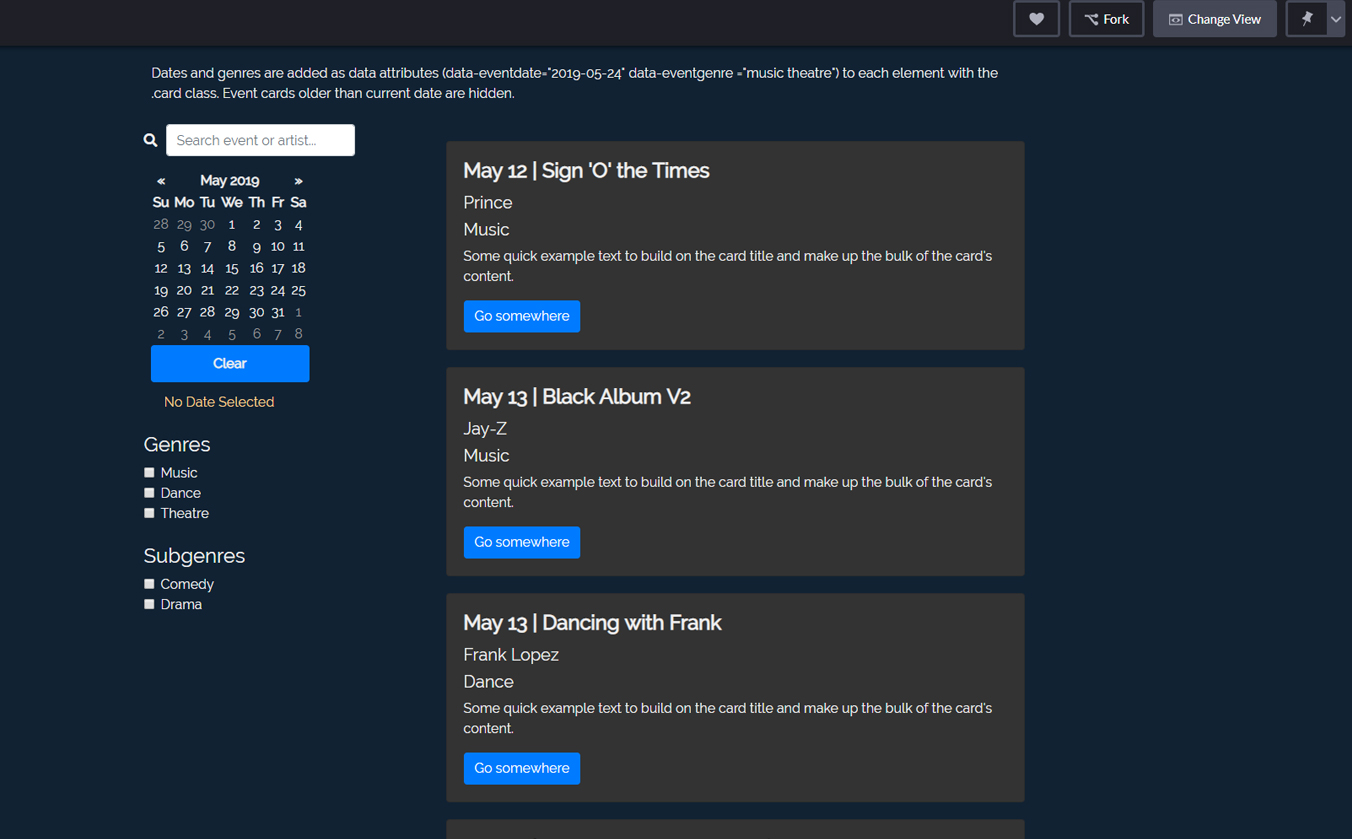 Fork
Change View
Dates and genres are added as data attributes (data-eventdate="2019-05-24" data-eventgenre ="music theatre") to each element with the
.card class. Event cards older than current date are hidden.
Search event or artist...
« May 2019 »
Su Mo Tu We Th Fr Sa
28 29 30 1 2 3 4
5 6 7 8 9 10 11
12 13 14 15 16 17 18
19 20 21 22 23 24 25
26 27 28 29 30 31 1
2 3 4 5 6 7 8
Clear
No Date Selected
Genres
Music
Dance
Theatre
Subgenres
Comedy
Drama
May 12 | Sign 'O' the Times
Prince
Music
Some quick example text to build on the card title and make up the bulk of the card's
content.
Go somewhere
May 13 | Black Album V2
Jay-Z
Music
Some quick example text to build on the card title and make up the bulk of the card's
content.
Go somewhere
May 13 | Dancing with Frank
Frank Lopez
Dance
Some quick example text to build on the card title and make up the bulk of the card's
content.
Go somewhere